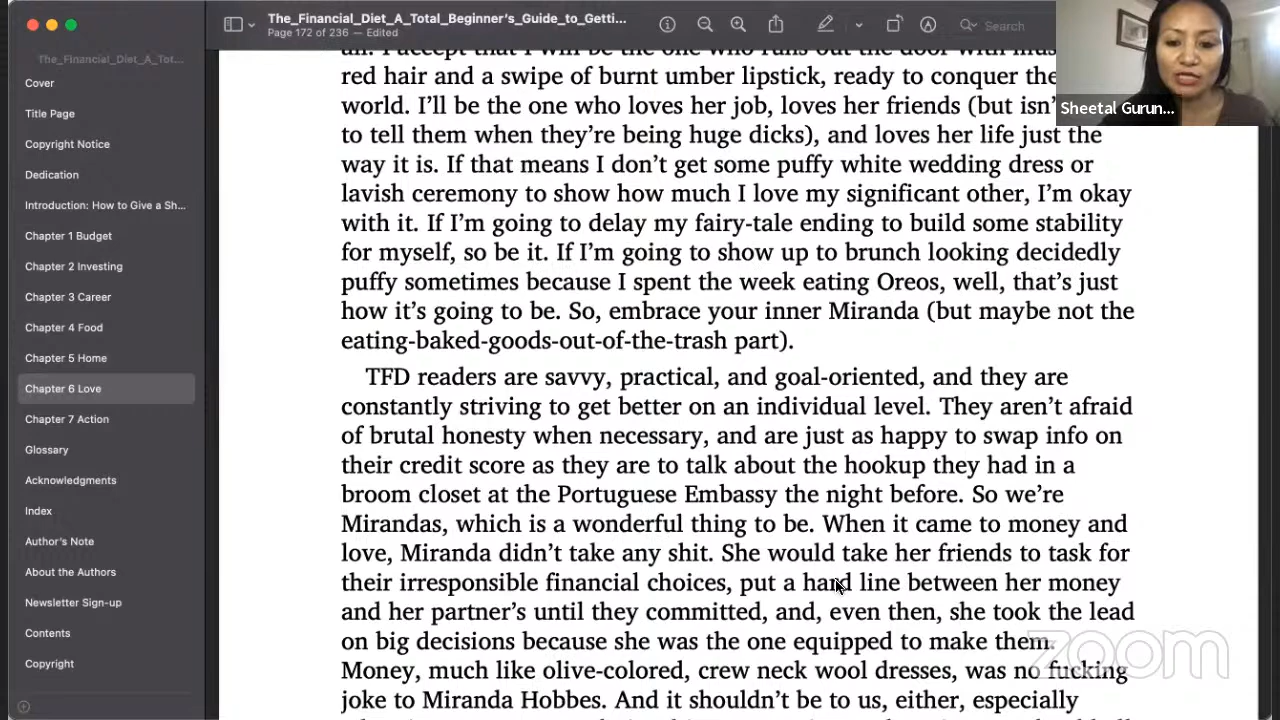 The_Financial_Diet_A_Total_Beginner's_Guide_to_Getti...
Page 172 of 236 — Edited
Search
The_Financial_Diet_A_Tot...
Cover
Title Page
Copyright Notice
Dedication
Introduction: How to Give a Sh...
Chapter 1 Budget
Chapter 2 Investing
Chapter 3 Career
Chapter 4 Food
Chapter 5 Home
Chapter 6 Love
Chapter 7 Action
Glossary
Acknowledgments
Index
Author's Note
About the Authors
Newsletter Sign-up
Contents
Copyright
all. I accept that I will be the one who runs out the door with
red hair and a swipe of burnt umber lipstick, ready to conquer the
world. I'll be the one who loves her job, loves her friends (but isn'
to tell them when they're being huge dicks), and loves her life just the
way it is. If that means I don't get some puffy white wedding dress or
lavish ceremony to show how much I love my significant other, I'm okay
with it. If I'm going to delay my fairy-tale ending to build some stability
for myself, so be it. If I'm going to show up to brunch looking decidedly
puffy sometimes because I spent the week eating Oreos, well, that's just
how it's going to be. So, embrace your inner Miranda (but maybe not the
eating-baked-goods-out-of-the-trash part).
TFD readers are savvy, practical, and goal-oriented, and they are
constantly striving to get better on an individual level. They aren't afraid
of brutal honesty when necessary, and are just as happy to swap info on
their credit score as they are to talk about the hookup they had in a
broom closet at the Portuguese Embassy the night before. So we're
Mirandas, which is a wonderful thing to be. When it came to money and
love, Miranda didn't take any shit. She would take her friends to task for
their irresponsible financial choices, put a hard line between her money
and her partner's until they committed, and, even then, she took the lead
on big decisions because she was the one equipped to make them.
Money, much like olive-colored, crew neck wool dresses, was no fucking
joke to Miranda Hobbes. And it shouldn't be to us, either, especially
Sheetal Gurun...
zoom